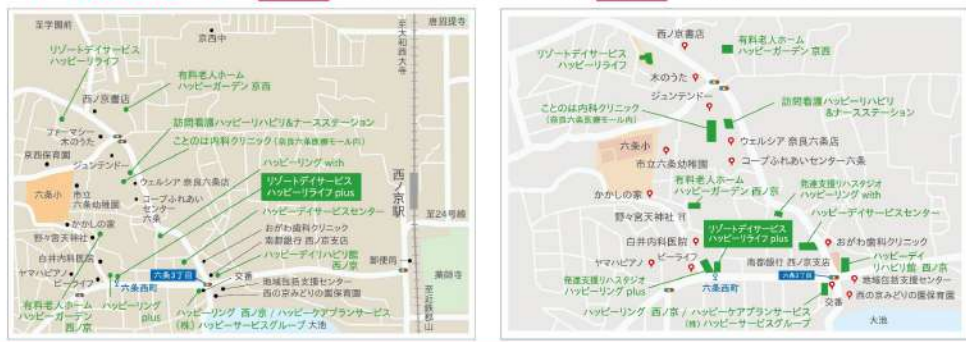 至学園前
京西中
唐招提寺
至大和西大寺
リゾートデイサービス
ハッピーリライフ
有料老人ホーム
ハッピーガーデン 京西
西ノ京書店
訪問看護ハッピーリハビリ&ナースステーション
ファーマシー
木のうた
ことのは内科クリニック(奈良六条医療モール内)
京西保育園
ジュンテンドー
ハッピーリング with
六条小
市立
六条幼稚園
ウェルシア 奈良六条店
コープふれあい
センター
六条
リゾートデイサービス
ハッピーリライフ plus
西ノ京駅
至24号線
ハッピーデイサービスセンター
かかしの家
野々宮天神社
おがわ歯科クリニック
南都銀行 西ノ京支店
白井内科医院
ハッピーデイリハビリ館
西ノ京
郵便局
薬師寺
ヤマハピアノ
ビーライフ
六条3丁目
交番
地域包括支援センター
西の京みどりの園保育園
六条西町
有料老人ホーム
ハッピーガーデン
西ノ京
ハッピーリング
plus
ハッピーリング 西ノ京 / ハッピーケアプランサービス
(株)ハッピーサービスグループ
大池
至近鉄郡山
西ノ京書店
有料老人ホーム
ハッピーガーデン 京西
リゾートデイサービス
ハッピーリライフ
木のうた
ジュンテンドー
ことのは内科クリニック
(奈良六条医療モール内)
訪問看護ハッピーリハビリ
&ナースステーション
六条小
市立六条幼稚園
ウェルシア 奈良六条店
コープふれあいセンター六条
有料老人ホーム
ハッピーガーデン 西ノ京
かかしの家
発達支援リハスタジオ
ハッピーリング with
野々宮天神社
リゾートデイサービス
ハッピーリライフ plus
ハッピーデイサービスセンター
白井内科医院
おがわ歯科クリニック
ヤマハピアノ
ビーライフ
南都銀行 西ノ京支店
ハッピーデイ
リハビリ館 西ノ京
発達支援リハスタジオ
ハッピーリング plus
六条西町
六条3丁目
地域包括支援センター
交番
西の京みどりの園保育園
ハッピーリング 西ノ京 / ハッピーケアプランサービス
(株)ハッピーサービスグループ
大池